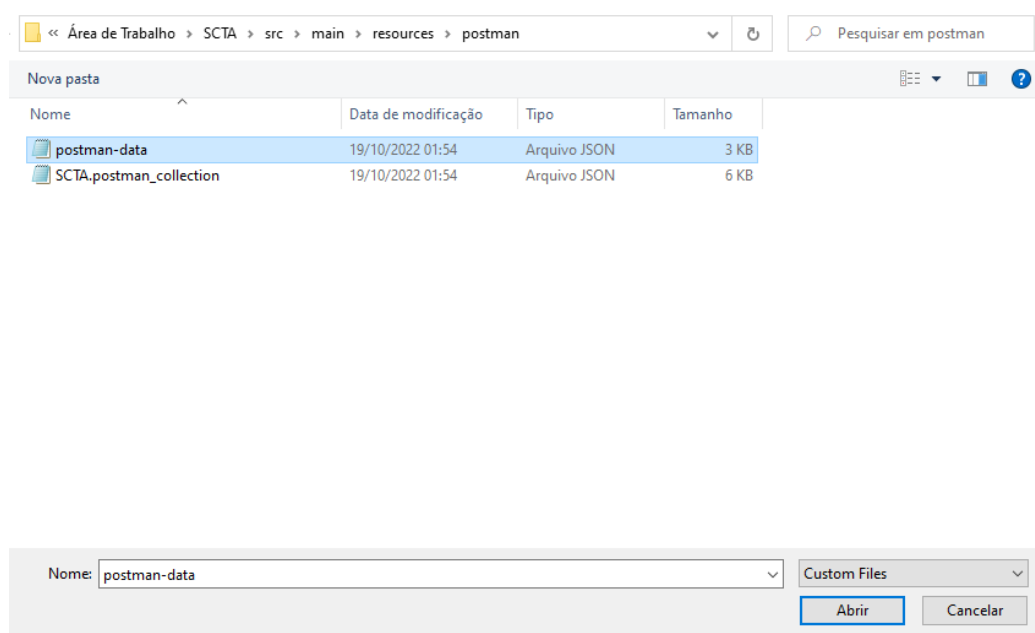 « Área de Trabalho › SCTA › src › main › resources › postman Pesquisar em postman
Nova pasta
Nome Data de modificação Tipo Tamanho
postman-data 19/10/2022 01:54 Arquivo JSON 3 KB
SCTA.postman_collection 19/10/2022 01:54 Arquivo JSON 6 KB
Nome: postman-data Custom Files
Abrir Cancelar